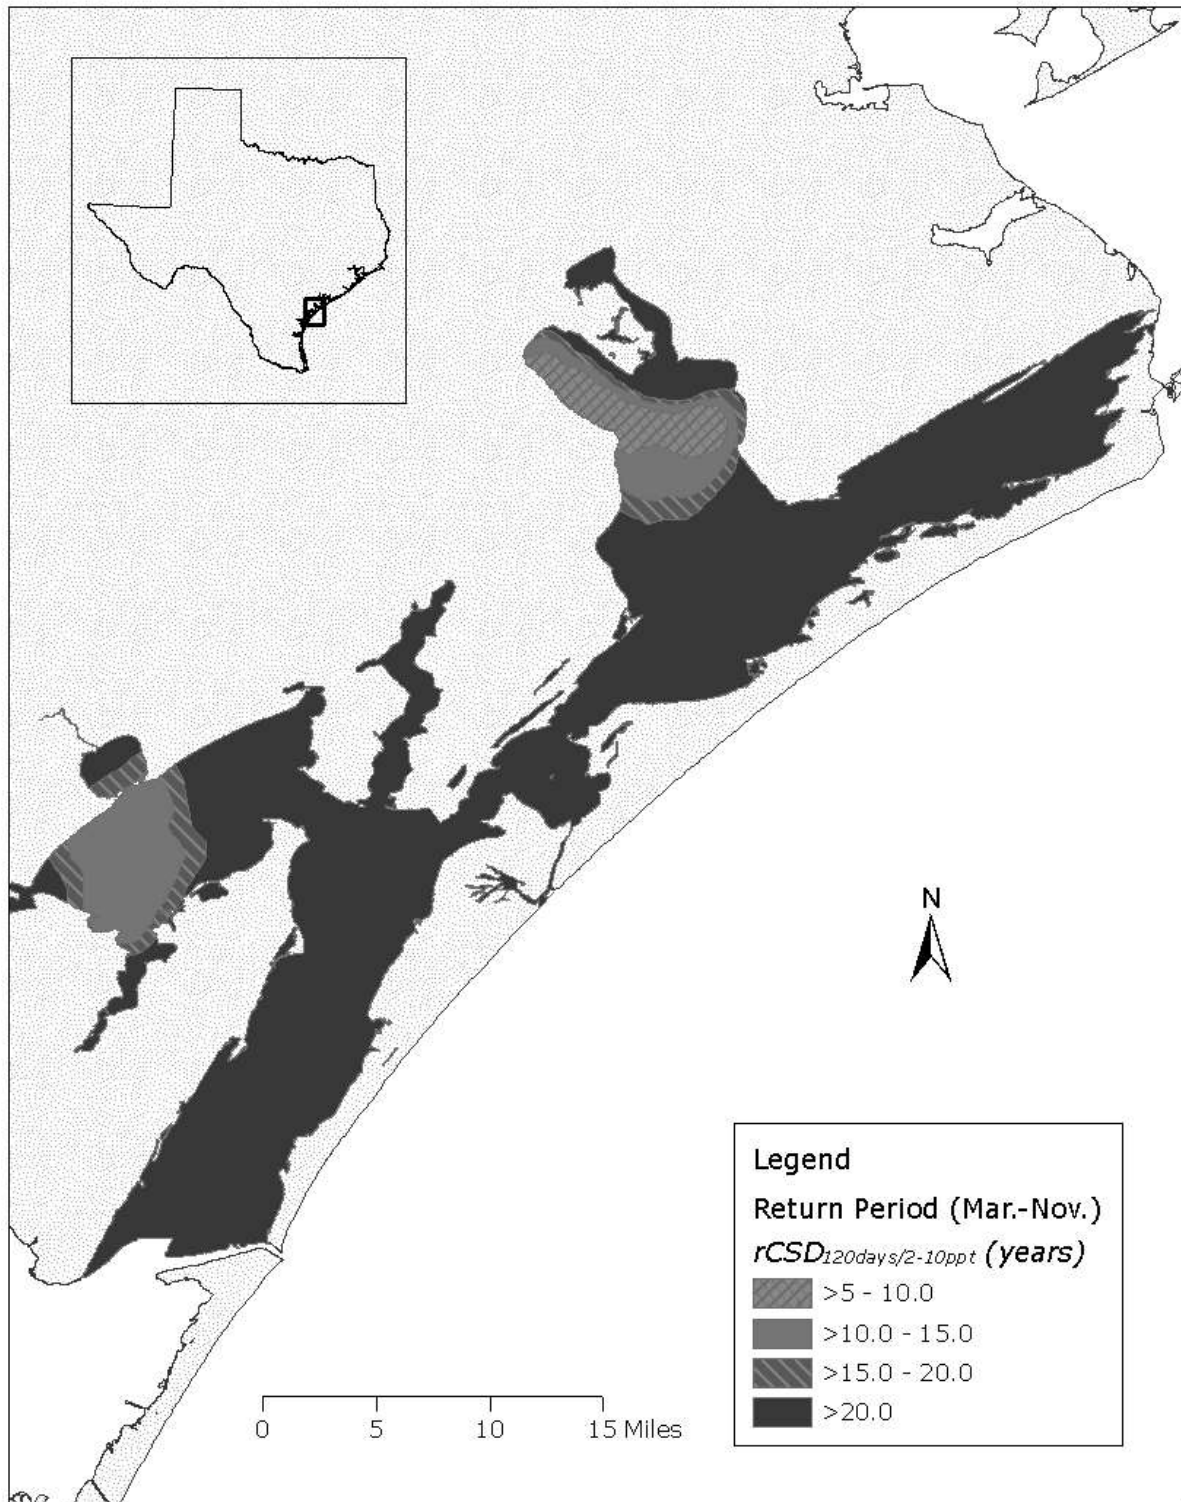 N
Legend
Return Period (Mar.-Nov.)
rCSD120days/2-10ppt (years)
>5 - 10.0
>10.0 - 15.0
>15.0 - 20.0
>20.0
0 5 10 15 Miles